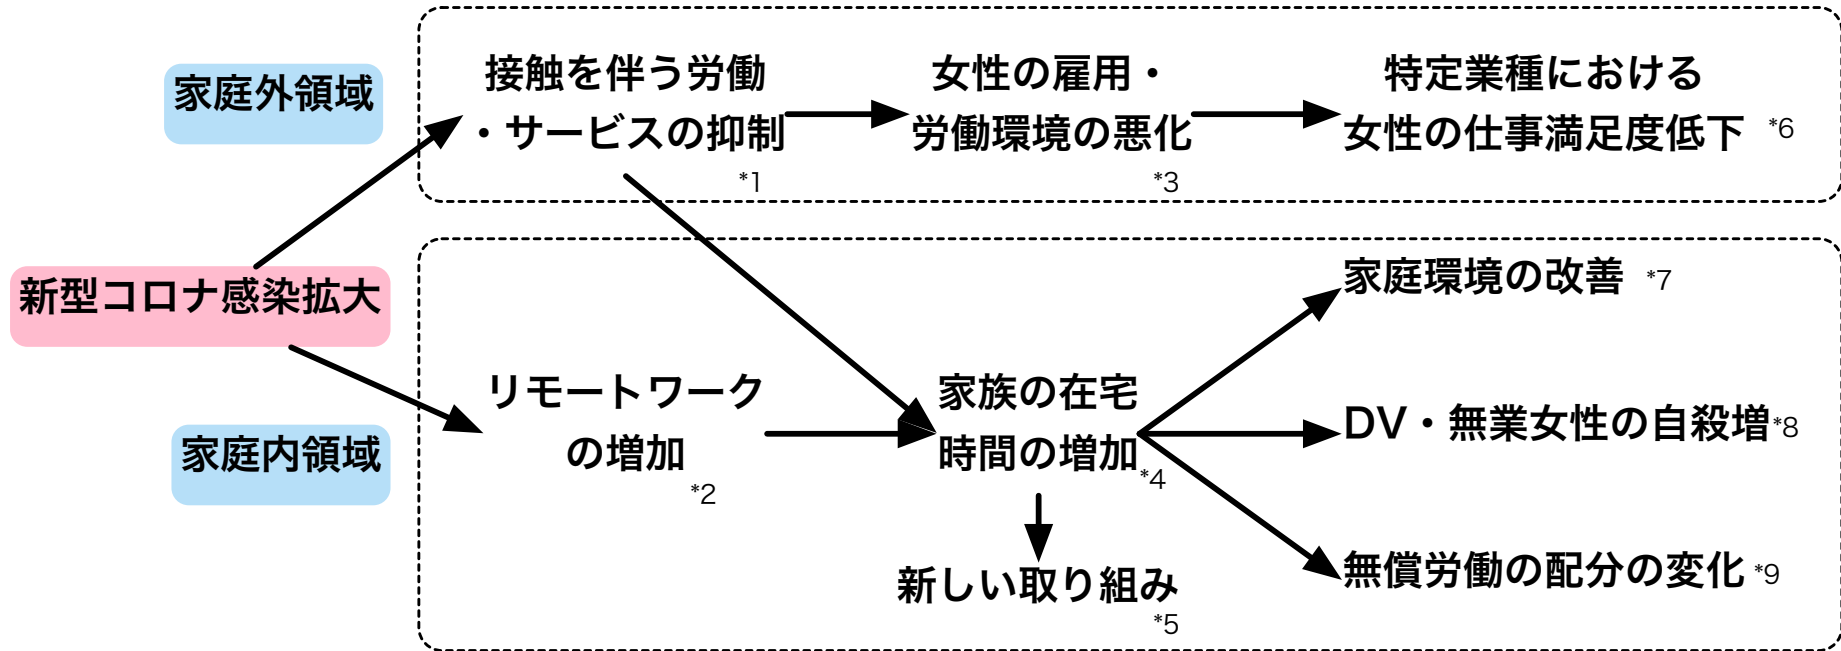 家庭外領域
接触を伴う労働
・サービスの抑制
*1
女性の雇用・
労働環境の悪化
*3
特定業種における
女性の仕事満足度低下 *6
新型コロナ感染拡大
家庭内領域
リモートワーク
の増加
*2
家族の在宅
時間の増加
*4
新しい取り組み
*5
家庭環境の改善 *7
DV・無業女性の自殺増*8
無償労働の配分の変化 *9